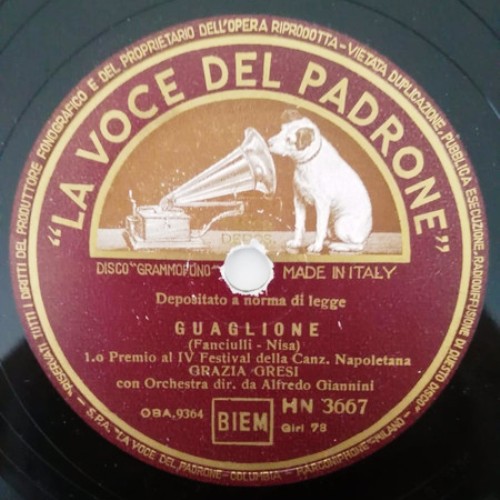 "RISERVATI TUTTI I DIRITTI DEL PRODUTTORE FONOGRAFICO E DEL PROPRIETARIO DELL'OPERA RIPRODOTTA - VIETATA DUPLICAZIONE, PUBBLICA ESECUZIONE, RADIODIFFUSIONE DI QUESTO DISCO"
"LA VOCE DEL PADRONE"
DISCO "GRAMMOFONO" MADE IN ITALY
Depositato a norma di legge
GUAGLIONE
(Fanciulli - Nisa)
1.o Premio al IV Festival della Canz. Napoletana
GRAZIA GRESI
con Orchestra dir. da Alfredo Giannini
OBA.9364 BIEM HN 3667
Giri 78
- S.P.A. "LA VOCE DEL PADRONE-COLUMBIA - MARCONIPHONE"-MILANO -